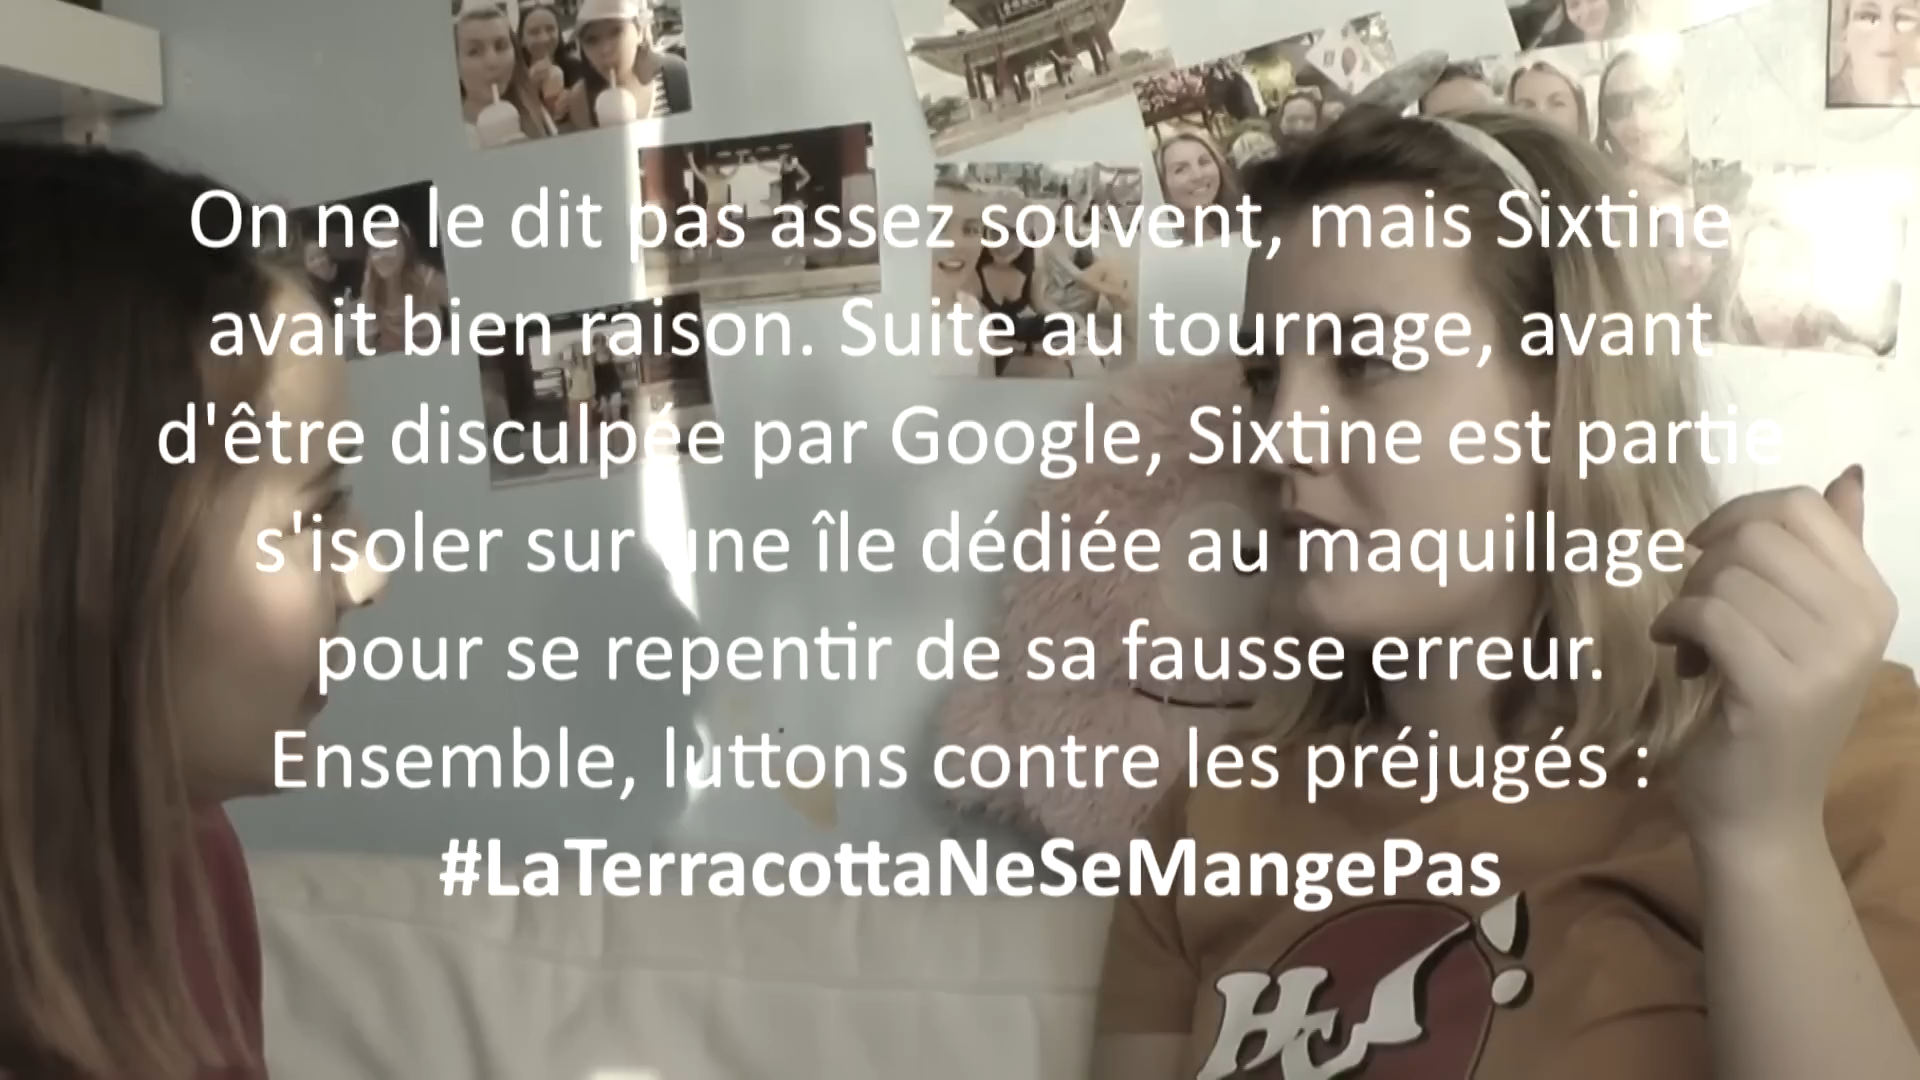 On ne le dit pas assez souvent, mais Sixtine
avait bien raison. Suite au tournage, avant
d'être disculpée par Google, Sixtine est partie
s'isoler sur une île dédiée au maquillage
pour se repentir de sa fausse erreur.
Ensemble, luttons contre les préjugés :
#LaTerracottaNeSeMangePas